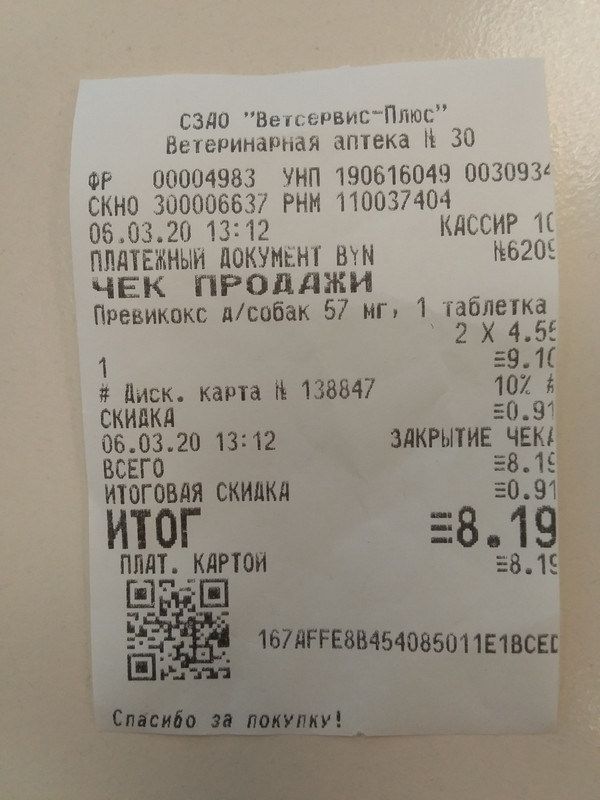 СЗАО "Ветсервис-Плюс"
Ветеринарная аптека № 30
ФР 00004983 УНП 190616049 0030934
СКНО 300006637 РНМ 110037404
06.03.20 13:12 КАССИР 10
ПЛАТЕЖНЫЙ ДОКУМЕНТ BYN №6209
ЧЕК ПРОДАЖИ
Превикокс д/собак 57 мг, 1 таблетка
2 X 4.55
1 ≡9.10
# Диск. карта № 138847 10% #
СКИДКА ≡0.91
06.03.20 13:12 ЗАКРЫТИЕ ЧЕКА
ВСЕГО ≡8.19
ИТОГОВАЯ СКИДКА ≡0.91
ИТОГ ≡8.19
ПЛАТ. КАРТОЙ ≡8.19
167AFFE8B454085011E1BCED
Спасибо за покупку!